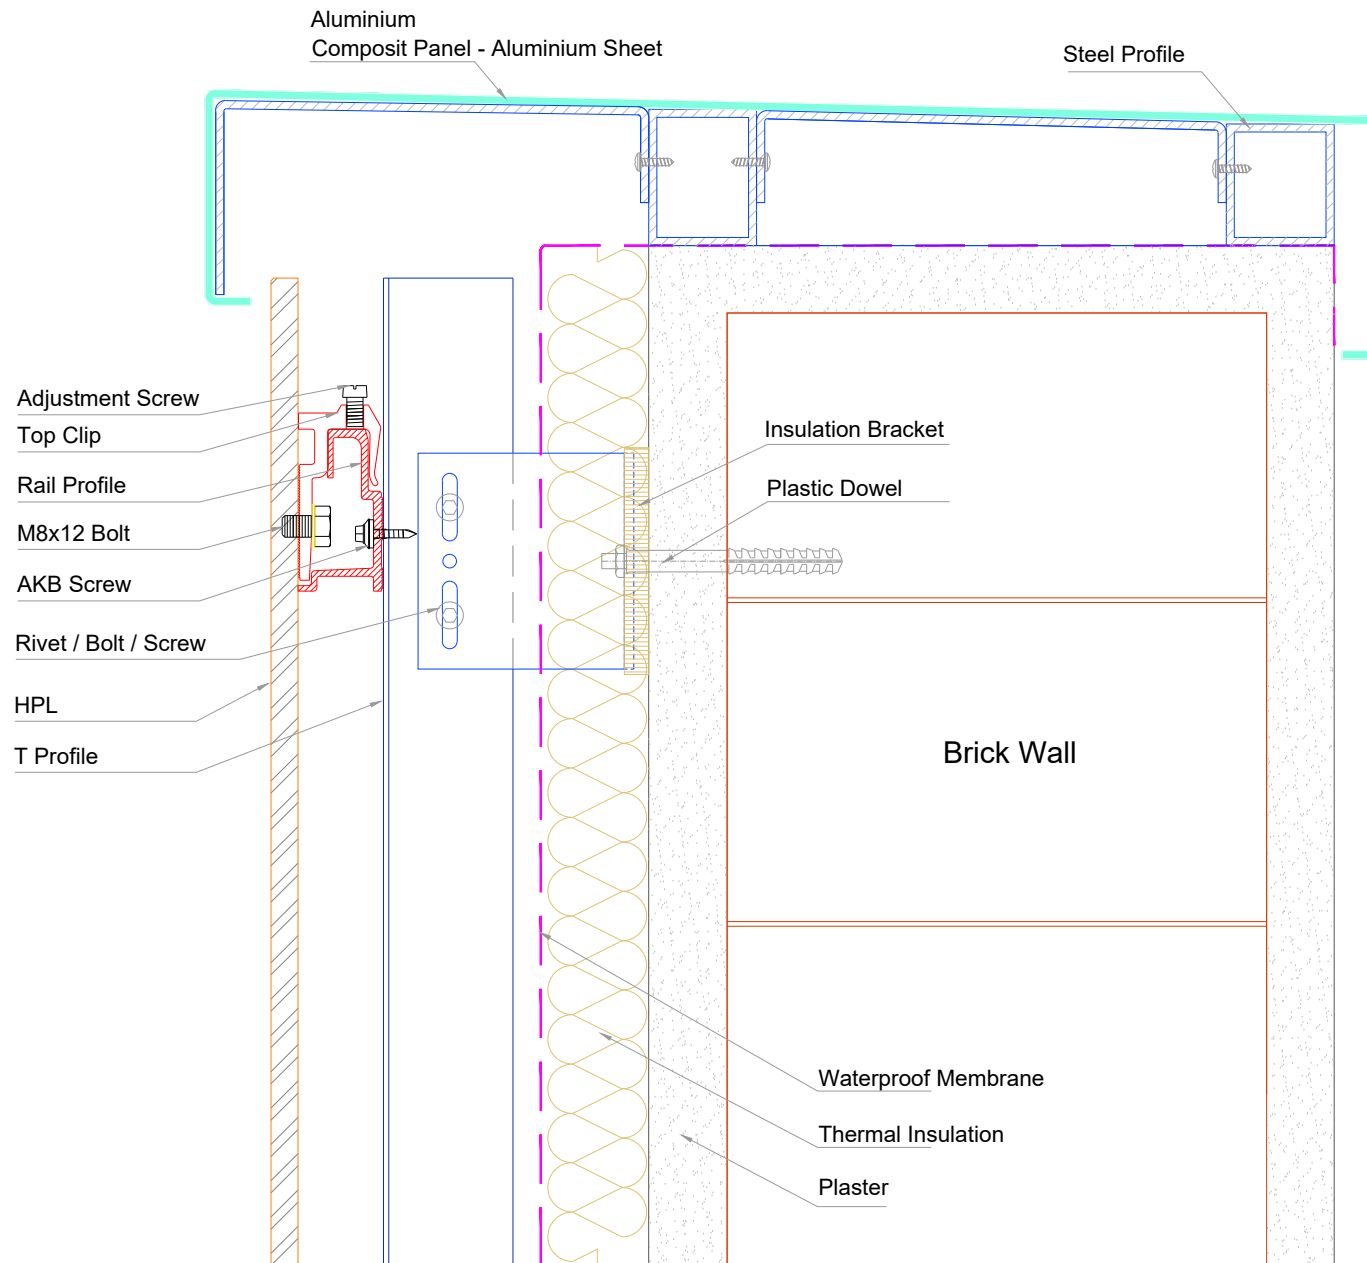 Aluminium
Composit Panel - Aluminium Sheet
Steel Profile
Adjustment Screw
Top Clip
Rail Profile
M8x12 Bolt
AKB Screw
Rivet / Bolt / Screw
HPL
T Profile
Insulation Bracket
Plastic Dowel
Brick Wall
Waterproof Membrane
Thermal Insulation
Plaster